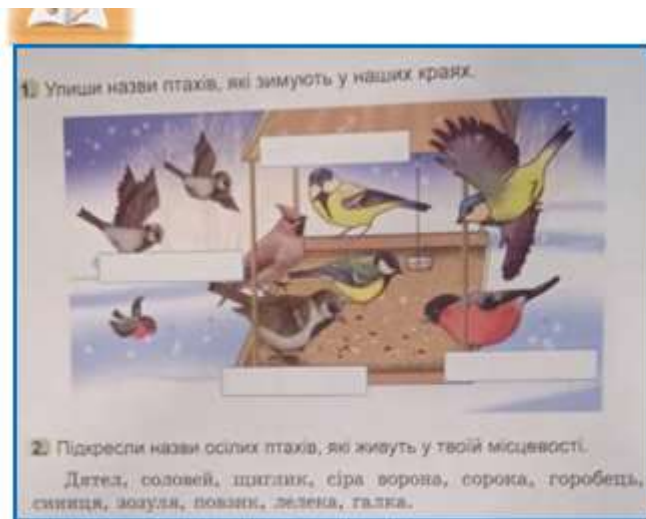 1. Упиши назви птахів, які зимують у наших краях.
2. Підкресли назви осілих птахів, які живуть у твоїй місцевості.
Дятел, соловей, щиглик, сіра ворона, сорока, горобець,
синиця, зозуля, повзик, лелека, галка.